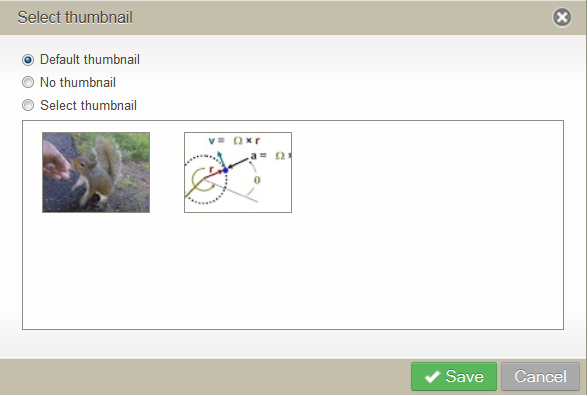 Select thumbnail
Default thumbnail
No thumbnail
Select thumbnail
v = Ω × r
a = Ω
r
θ
Save
Cancel